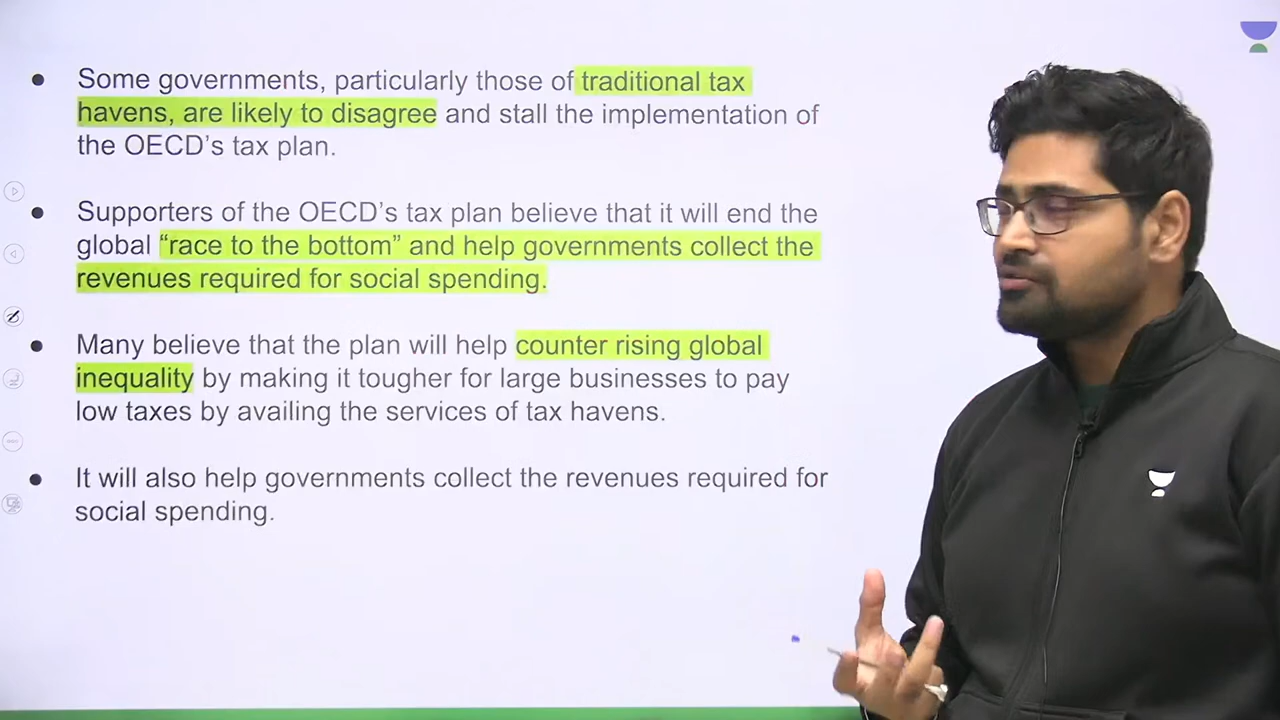 ● Some governments, particularly those of traditional tax
havens, are likely to disagree and stall the implementation of
the OECD’s tax plan.
● Supporters of the OECD’s tax plan believe that it will end the
global “race to the bottom” and help governments collect the
revenues required for social spending.
● Many believe that the plan will help counter rising global
inequality by making it tougher for large businesses to pay
low taxes by availing the services of tax havens.
● It will also help governments collect the revenues required for
social spending.